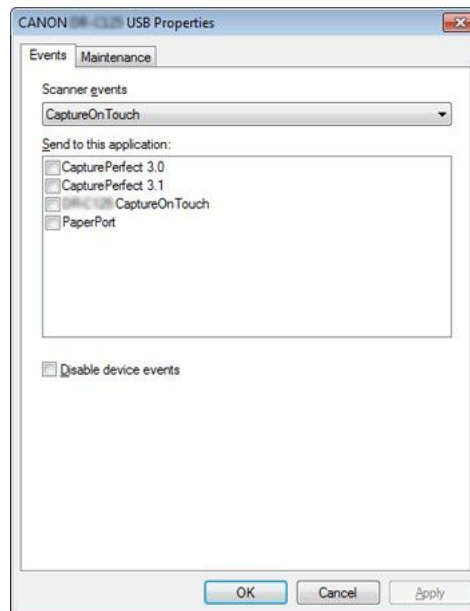 CANON USB Properties
Events Maintenance
Scanner events
CaptureOnTouch
Send to this application:
CapturePerfect 3.0
CapturePerfect 3.1
CaptureOnTouch
PaperPort
Disable device events
OK Cancel Apply